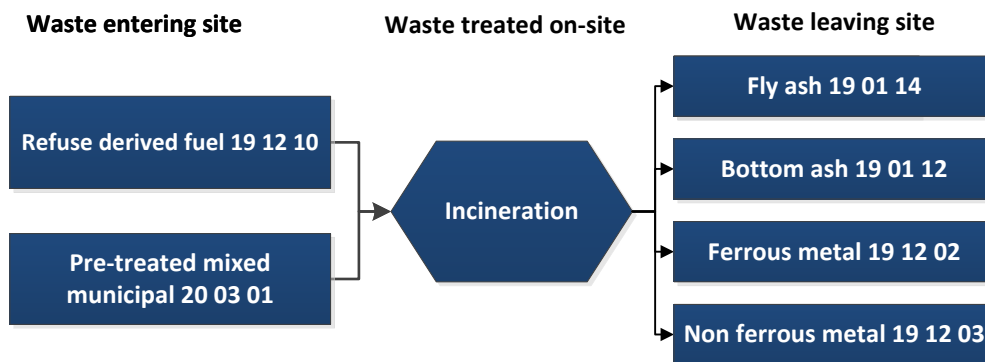 Waste entering site
Waste treated on-site
Waste leaving site
Refuse derived fuel 19 12 10
Pre-treated mixed
municipal 20 03 01
Incineration
Fly ash 19 01 14
Bottom ash 19 01 12
Ferrous metal 19 12 02
Non ferrous metal 19 12 03